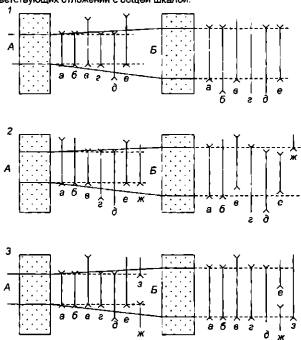 ветствующих отложений с общей шкалой.
1
А
а б в г д е
Б
а б в г д е
2
А
а б в г д е ж
Б
а б в г д с ж
3
А
а б в г д е ж з
Б
а б в г д е ж з